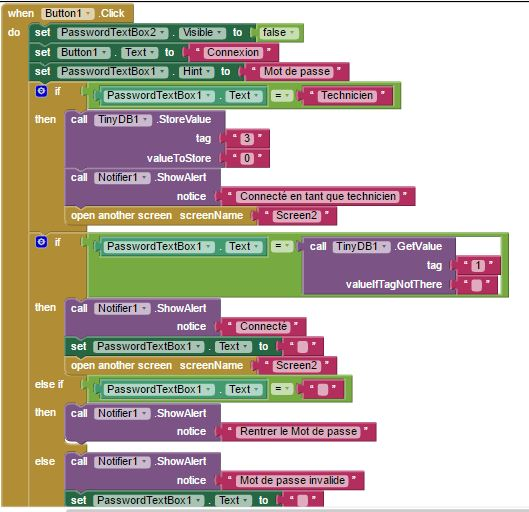 when Button1 .Click
do set PasswordTextBox2 . Visible to false
set Button1 . Text to " Connexion "
set PasswordTextBox1 . Hint to " Mot de passe "
if PasswordTextBox1 . Text = " Technicien "
then call TinyDB1 .StoreValue
tag " 3 "
valueToStore " 0 "
call Notifier1 .ShowAlert
notice " Connecté en tant que technicien "
open another screen screenName " Screen2 "
if PasswordTextBox1 . Text = call TinyDB1 .GetValue
tag " 1 "
valueIfTagNotThere " "
then call Notifier1 .ShowAlert
notice " Connecté "
set PasswordTextBox1 . Text to " "
open another screen screenName " Screen2 "
else if PasswordTextBox1 . Text = " "
then call Notifier1 .ShowAlert
notice " Rentrer le Mot de passe "
else call Notifier1 .ShowAlert
notice " Mot de passe invalide "
set PasswordTextBox1 . Text to " "